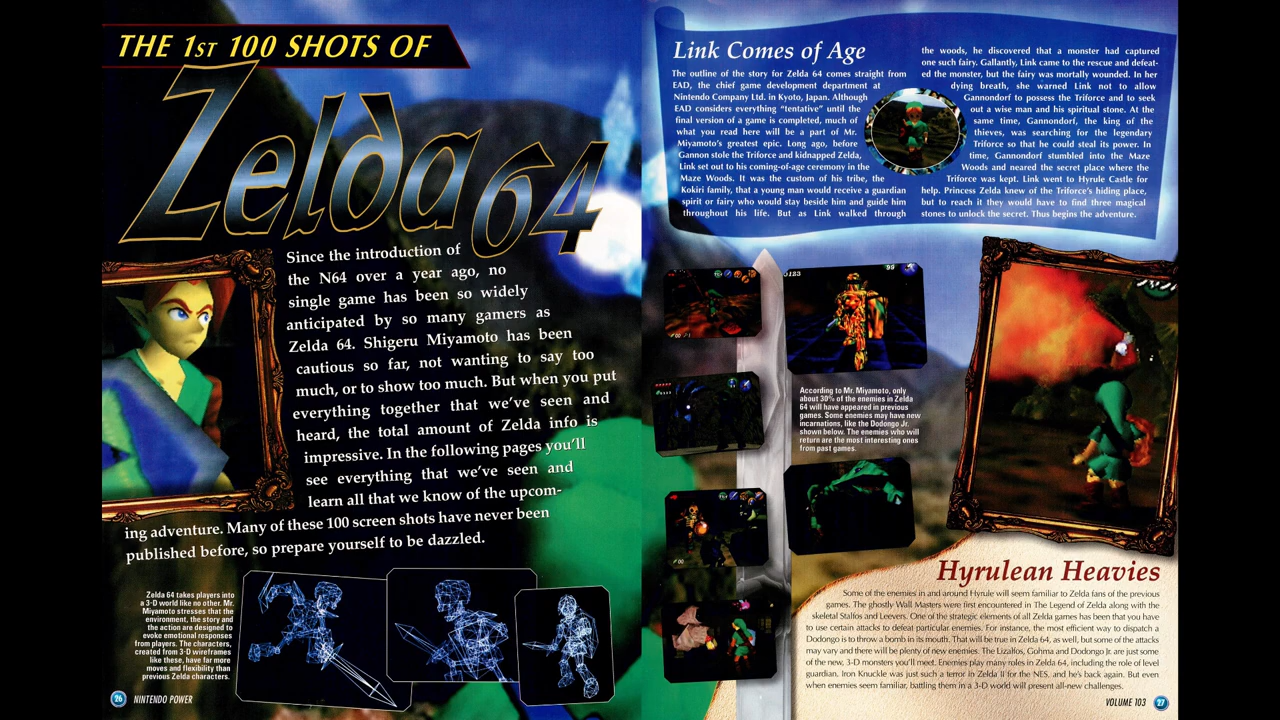 THE 1ST 100 SHOTS OF
Zelda 64
Since the introduction of
the N64 over a year ago, no
single game has been so widely
anticipated by so many gamers as
Zelda 64. Shigeru Miyamoto has been
cautious so far, not wanting to say too
much, or to show too much. But when you put
everything together that we've seen and
heard, the total amount of Zelda info is
impressive. In the following pages you'll
see everything that we've seen and
learn all that we know of the upcom-
ing adventure. Many of these 100 screen shots have never been
published before, so prepare yourself to be dazzled.
Zelda 64 takes players into
a 3-D world like no other. Mr.
Miyamoto stresses that the
environment, the story and
the action are designed to
evoke emotional responses
from players. The characters,
created from 3-D wireframes
like these, have far more
moves and flexibility than
previous Zelda characters.
26 NINTENDO POWER
Link Comes of Age
The outline of the story for Zelda 64 comes straight from
EAD, the chief game development department at
Nintendo Company Ltd. in Kyoto, Japan. Although
EAD considers everything "tentative" until the
final version of a game is completed, much of
what you read here will be a part of Mr.
Miyamoto's greatest epic. Long ago, before
Gannon stole the Triforce and kidnapped Zelda,
Link set out to his coming-of-age ceremony in the
Maze Woods. It was the custom of his tribe, the
Kokiri family, that a young man would receive a guardian
spirit or fairy who would stay beside him and guide him
throughout his life. But as Link walked through
the woods, he discovered that a monster had captured
one such fairy. Gallantly, Link came to the rescue and defeat-
ed the monster, but the fairy was mortally wounded. In her
dying breath, she warned Link not to allow
Gannondorf to possess the Triforce and to seek
out a wise man and his spiritual stone. At the
same time, Gannondorf, the king of the
thieves, was searching for the legendary
Triforce so that he could steal its power. In
time, Gannondorf stumbled into the Maze
Woods and neared the secret place where the
Triforce was kept. Link went to Hyrule Castle for
help. Princess Zelda knew of the Triforce's hiding place,
but to reach it they would have to find three magical
stones to unlock the secret. Thus begins the adventure.
0123
99
According to Mr. Miyamoto, only
about 30% of the enemies in Zelda
64 will have appeared in previous
games. Some enemies may have new
incarnations, like the Dodongo Jr.
shown below. The enemies who will
return are the most interesting ones
from past games.
Hyrulean Heavies
Some of the enemies in and around Hyrule will seem familiar to Zelda fans of the previous
games. The ghostly Wall Masters were first encountered in The Legend of Zelda along with the
skeletal Stalfos and Leevers. One of the strategic elements of all Zelda games has been that you have
to use certain attacks to defeat particular enemies. For instance, the most efficient way to dispatch a
Dodongo is to throw a bomb in its mouth. That will be true in Zelda 64, as well, but some of the attacks
may vary and there will be plenty of new enemies. The Lizalfos, Gohma and Dodongo Jr. are just some
of the new, 3-D monsters you'll meet. Enemies play many roles in Zelda 64, including the role of level
guardian. Iron Knuckle was just such a terror in Zelda II for the NES, and he's back again. But even
when enemies seem familiar, battling them in a 3-D world will present all-new challenges.
VOLUME 103 27